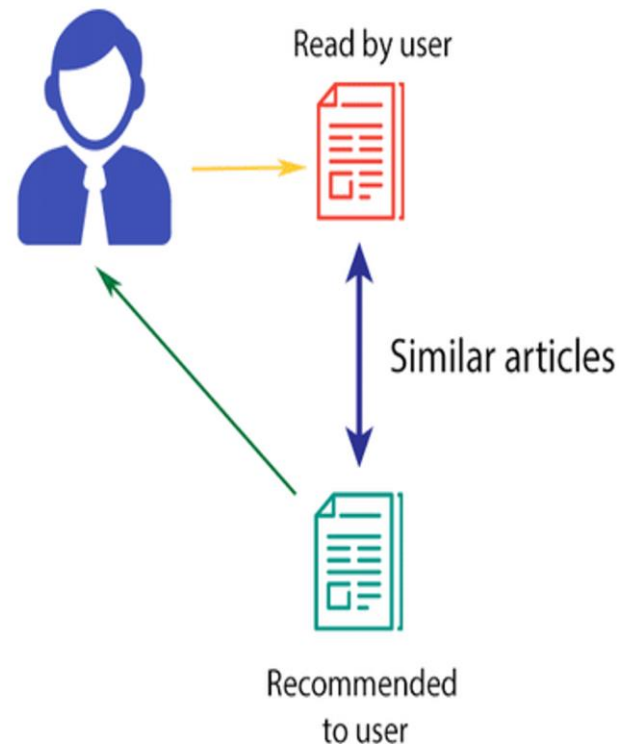 Read by user
Similar articles
Recommended
to user